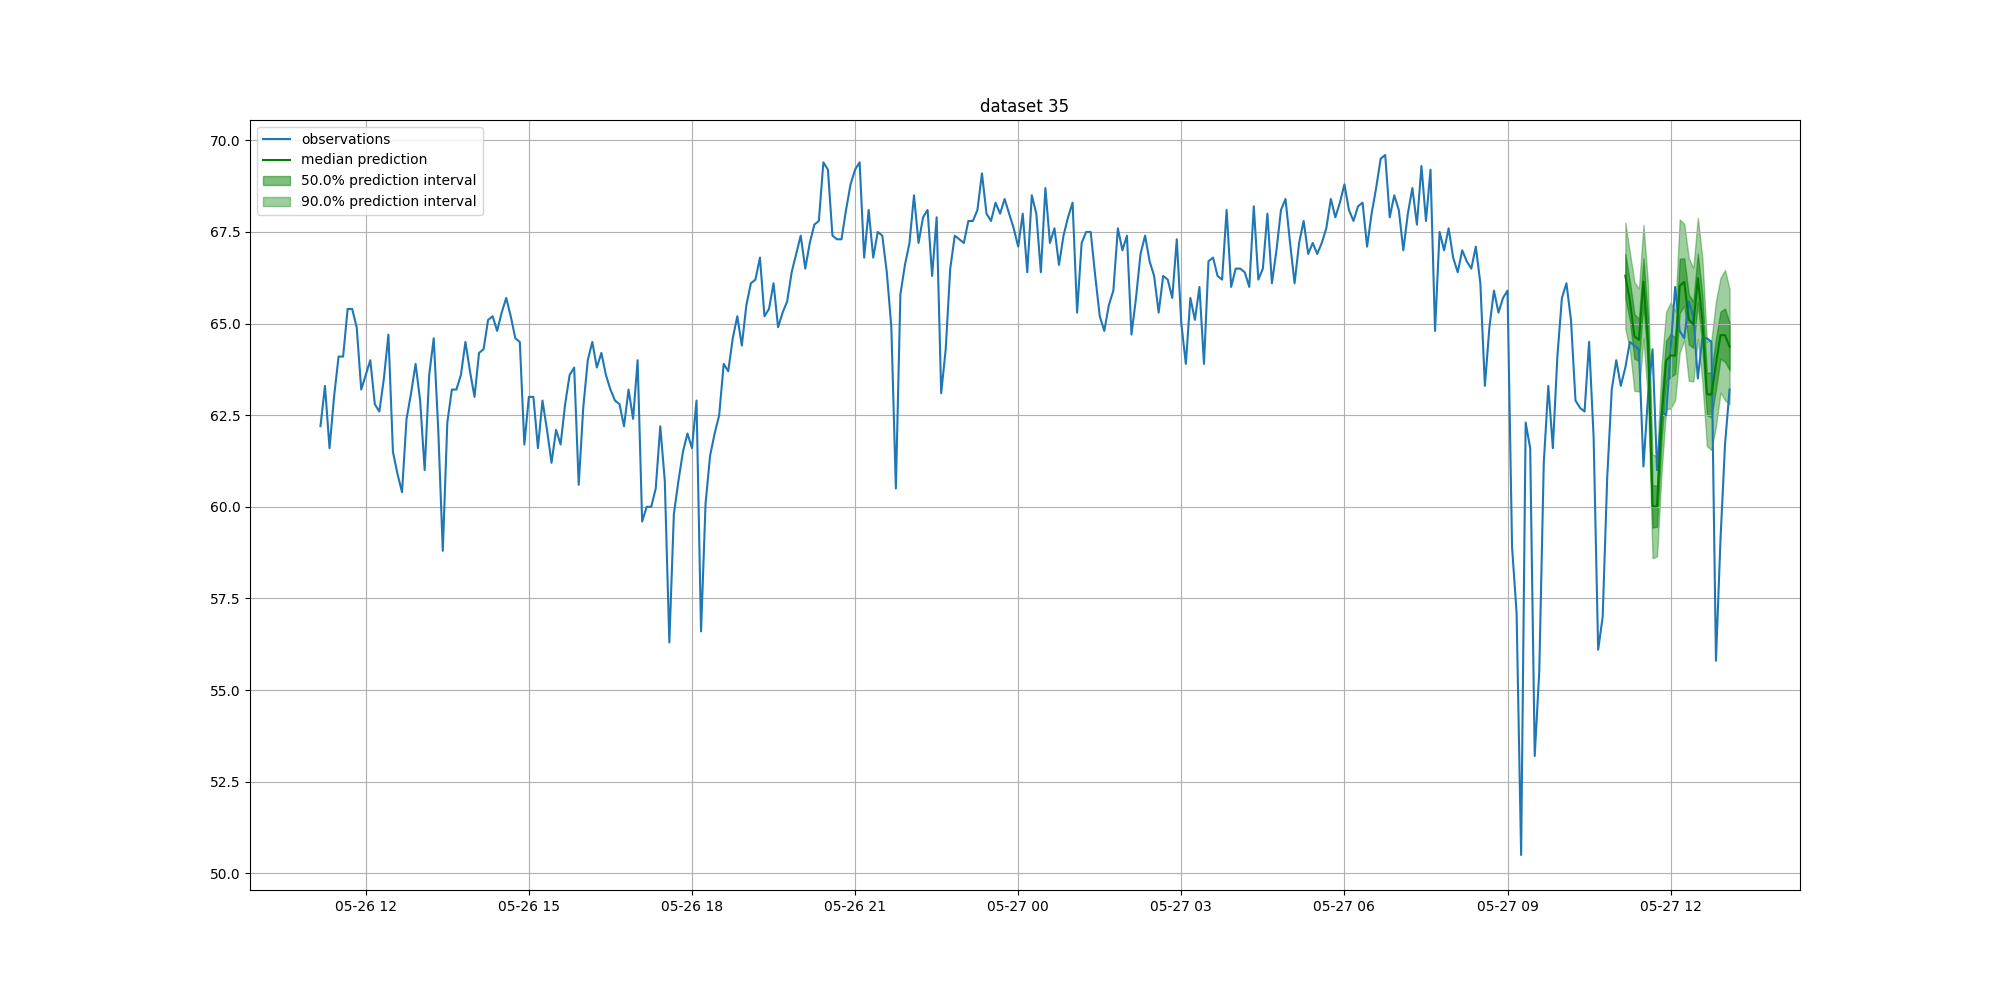 dataset 35
observations
median prediction
50.0% prediction interval
90.0% prediction interval
70.0
67.5
65.0
62.5
60.0
57.5
55.0
52.5
50.0
05-26 12 05-26 15 05-26 18 05-26 21 05-27 00 05-27 03 05-27 06 05-27 09 05-27 12